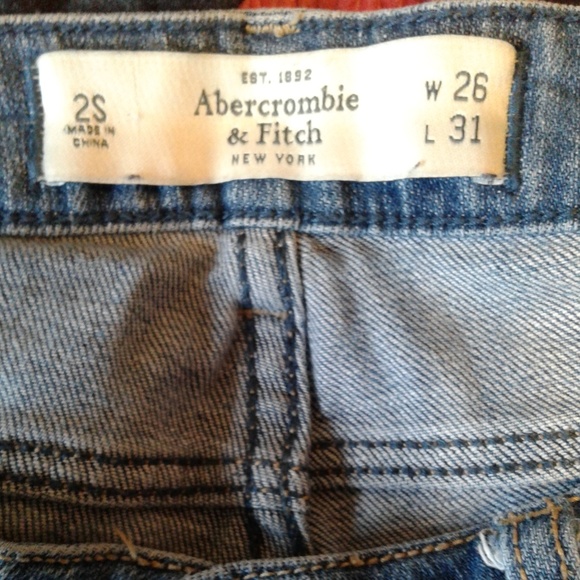 EST. 1892
2S
MADE IN
CHINA
Abercrombie
& Fitch
NEW YORK
W 26
L 31